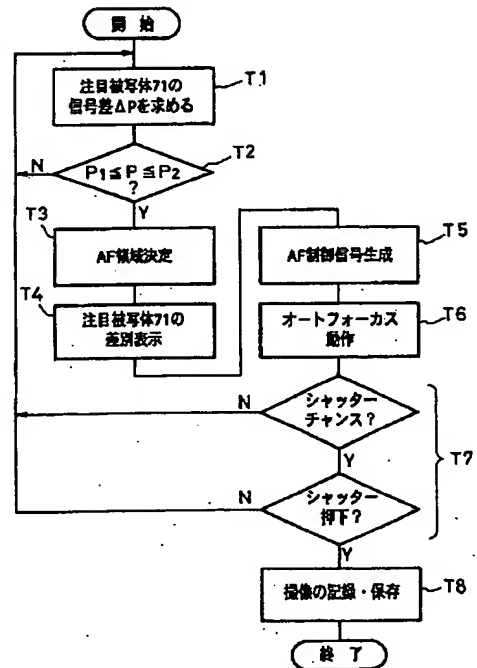 開始
T1
注目被写体71の
信号差ΔPを求める
T2
N
P1≦P≦P2
?
Y
T3
AF領域決定
T4
注目被写体71の
差別表示
T5
AF制御信号生成
T6
オートフォーカス
動作
N
シャッター
チャンス?
Y
T7
N
シャッター
押下?
Y
T8
撮像の記録・保存
終了